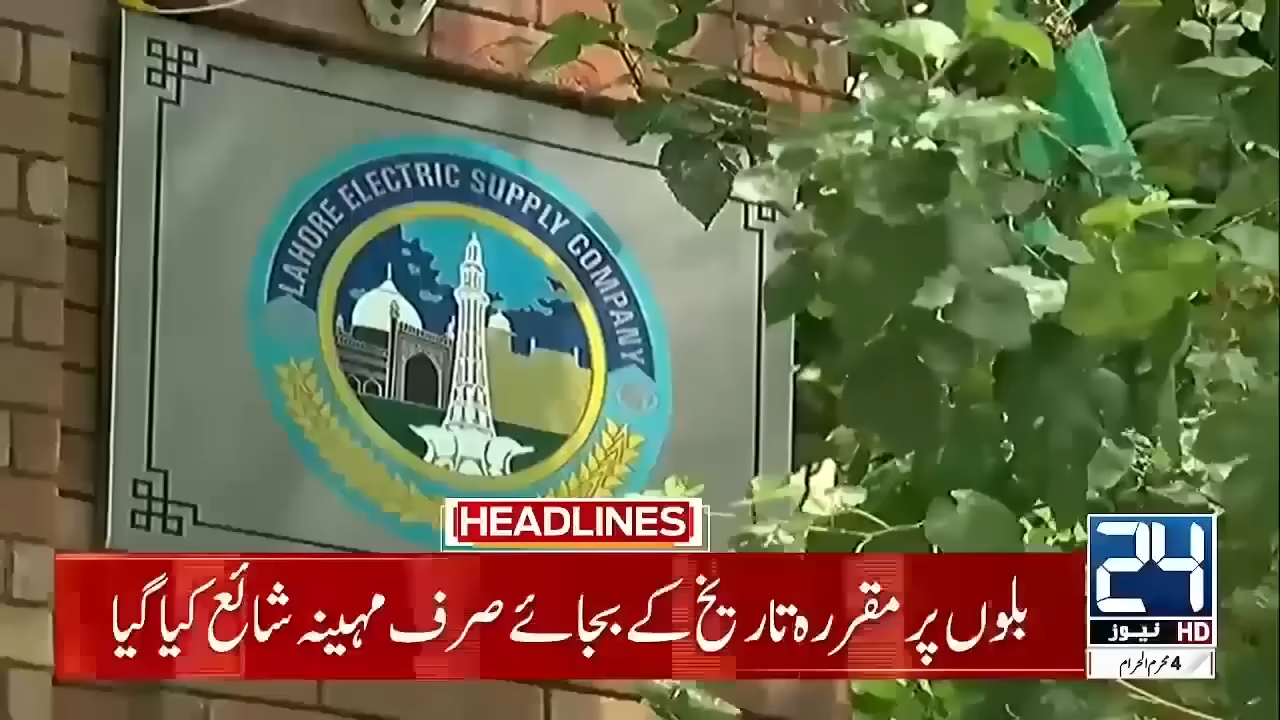 LAHORE ELECTRIC SUPPLY COMPANY
HEADLINES
بلوں پر مقررہ تاریخ کے بجائے صرف مہینہ شائع کیا گیا
24
نیوز HD
4 محرم الحرام